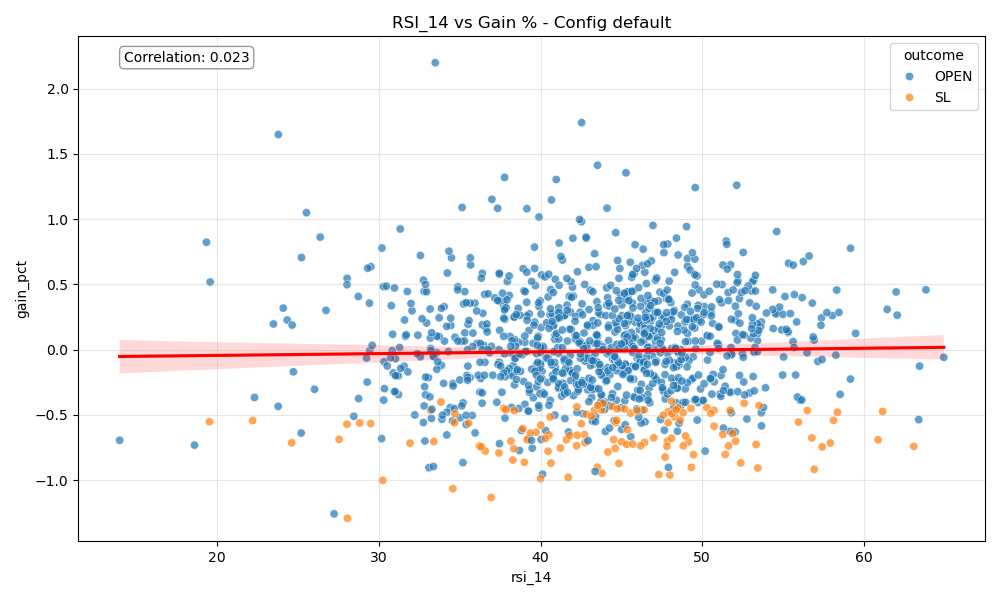 RSI_14 vs Gain % - Config default
Correlation: 0.023
outcome
OPEN
SL
gain_pct
2.0
1.5
1.0
0.5
0.0
−0.5
−1.0
20
30
40
50
60
rsi_14